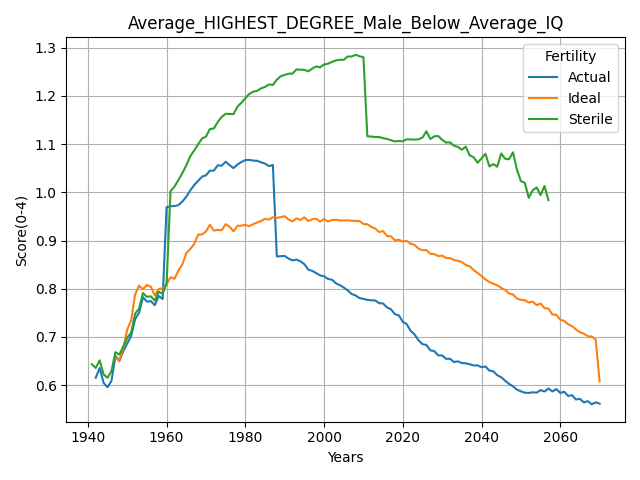 Average_HIGHEST_DEGREE_Male_Below_Average_IQ
Fertility
Actual
Ideal
Sterile
Score(0-4)
1.3
1.2
1.1
1.0
0.9
0.8
0.7
0.6
1940 1960 1980 2000 2020 2040 2060
Years